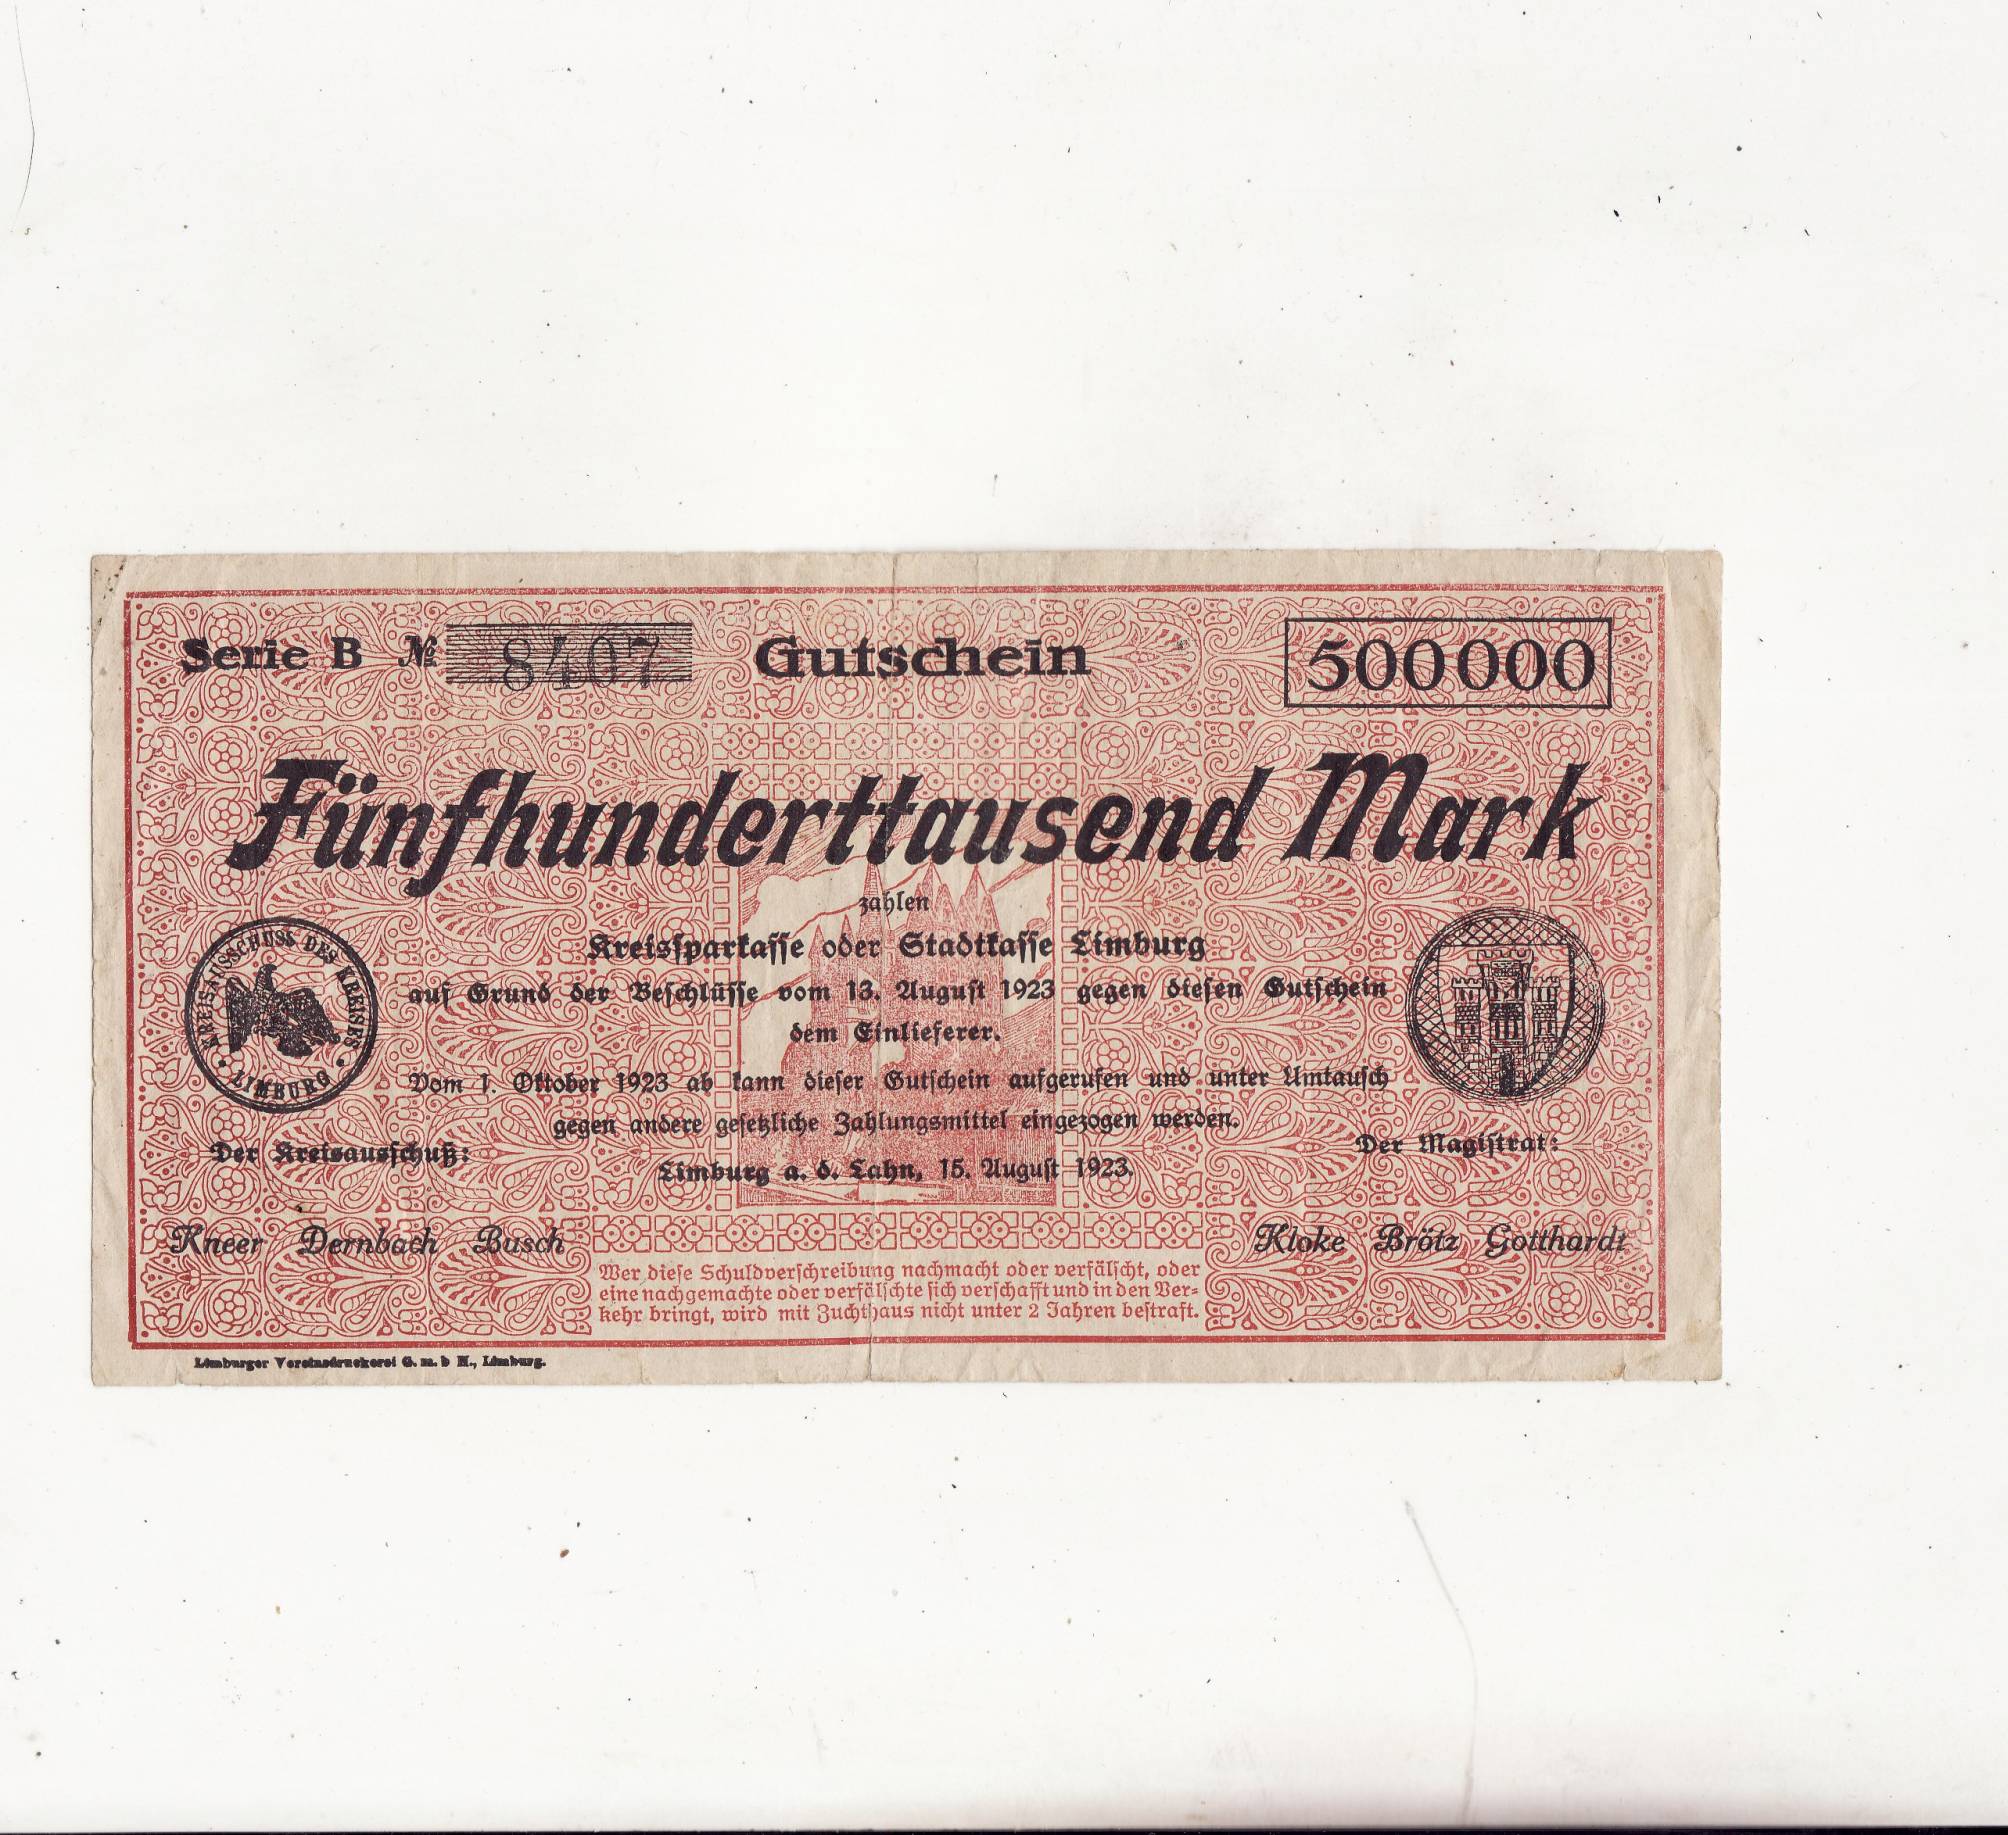 Serie B № 8407 Gutschein 500000
Fünfhunderttausend Mark
zahlen
Kreissparkasse oder Stadtkasse Limburg
auf Grund der Beschlüsse vom 13. August 1923 gegen diesen Gutschein
dem Einlieferer.
Vom 1. Oktober 1923 ab kann dieser Gutschein aufgerufen und unter Umtausch
gegen andere gesetzliche Zahlungsmittel eingezogen werden.
Limburg a. d. Lahn, 15. August 1923.
KREISAUSSCHUSS DES KREISES
LIMBURG
Der Kreisausschuß:
Kneer Dernbach Busch
Der Magistrat:
Kloke Brötz Gotthardt
Wer diese Schuldverschreibung nachmacht oder verfälscht, oder
eine nachgemachte oder verfälschte sich verschafft und in den Ver-
kehr bringt, wird mit Zuchthaus nicht unter 2 Jahren bestraft.
Limburger Vereinsdruckerei G. m. b H., Limburg.